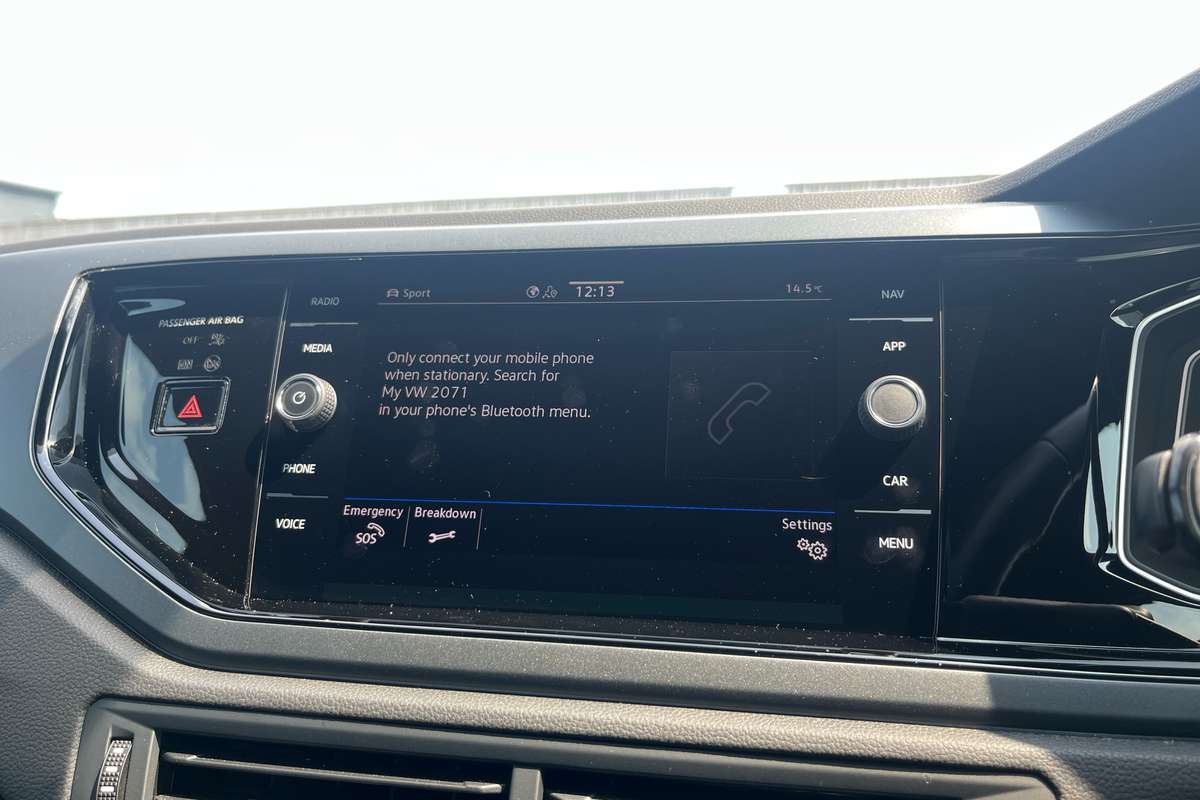 PASSENGER AIR BAG
OFF
ON
RADIO
MEDIA
PHONE
VOICE
Sport
12:13
14.5°C
Only connect your mobile phone
when stationary. Search for
My VW 2071
in your phone's Bluetooth menu.
Emergency
SOS
Breakdown
Settings
NAV
APP
CAR
MENU